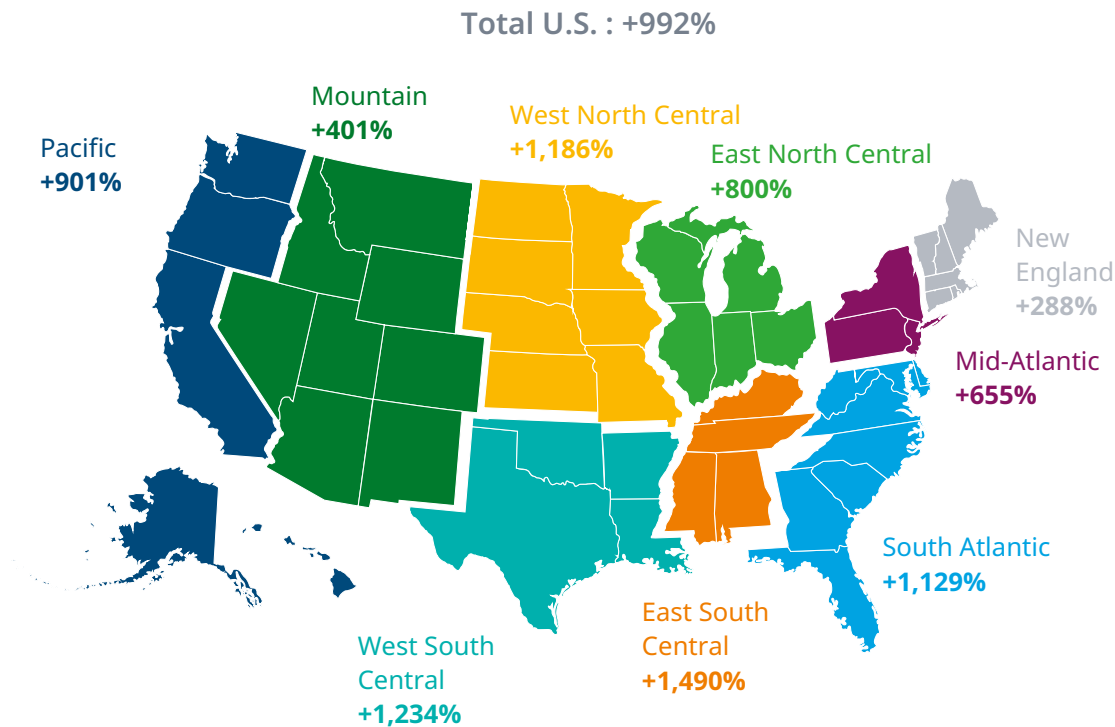 Total U.S. : +992%
Mountain
+401%
West North Central
+1,186%
Pacific
+901%
East North Central
+800%
New
England
+288%
Mid-Atlantic
+655%
South Atlantic
+1,129%
East South
Central
+1,490%
West South
Central
+1,234%